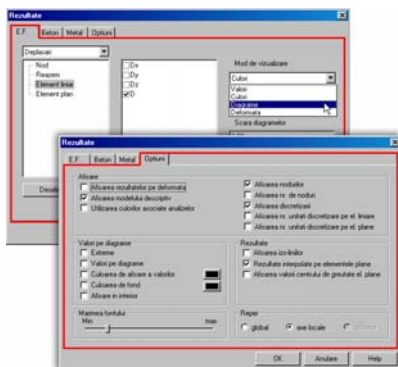 Rezultate
E.F. Beton Metal Optiuni
Deplasari
Nod
Reazem
Element liniar
Element plan
Dx
Dy
Dz
D
Mod de vizualizare
Culori
Valori
Culori
Diagrame
Deformata
Scara diagramelor
Rezultate
E.F. Beton Metal Optiuni
Afisare
Afisarea rezultatelor pe deformata
Afisarea modelului descriptiv
Utilizarea culorilor asociate analizelor
Afisarea nodurilor
Afisarea nr. de noduri
Afisarea discretizarii
Afisarea nr. unitati discretizare pe el. liniare
Afisarea nr. unitati discretizare pe el. plane
Valori pe diagrame
Extreme
Valori pe diagrame
Culoarea de afisare a valorilor
Culoarea de fond
Afisare in interior
Rezultate
Afisarea izo-liniilor
Rezultate interpolate pe elementele plane
Afisarea valorii centrului de greutate el. plane
Marimea fontului
Min max
Reper
global axe locale
OK Anulare Help